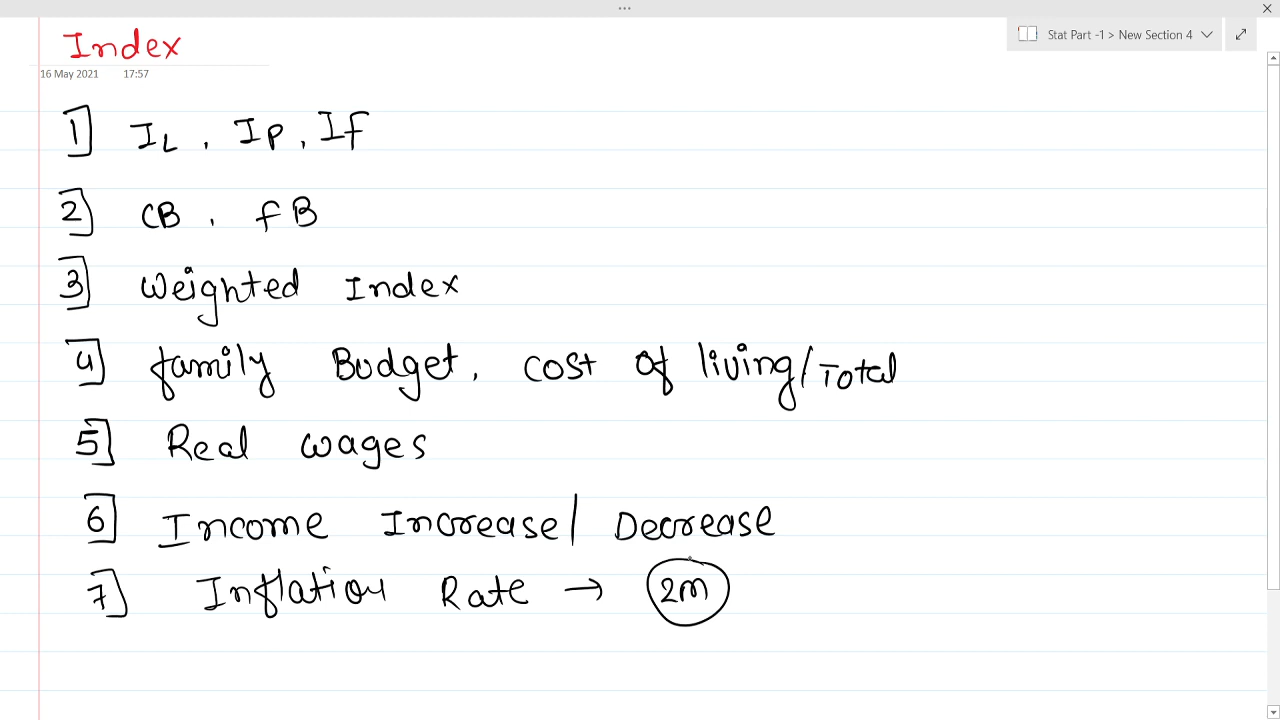 Index
Stat Part -1 > New Section 4
16 May 2021 17:57
1] IL, IP, If
2] CB, fB
3] Weighted Index
4] family Budget, cost of living/Total
5] Real wages
6] Income Increase/Decrease
7] Inflation Rate → 2m